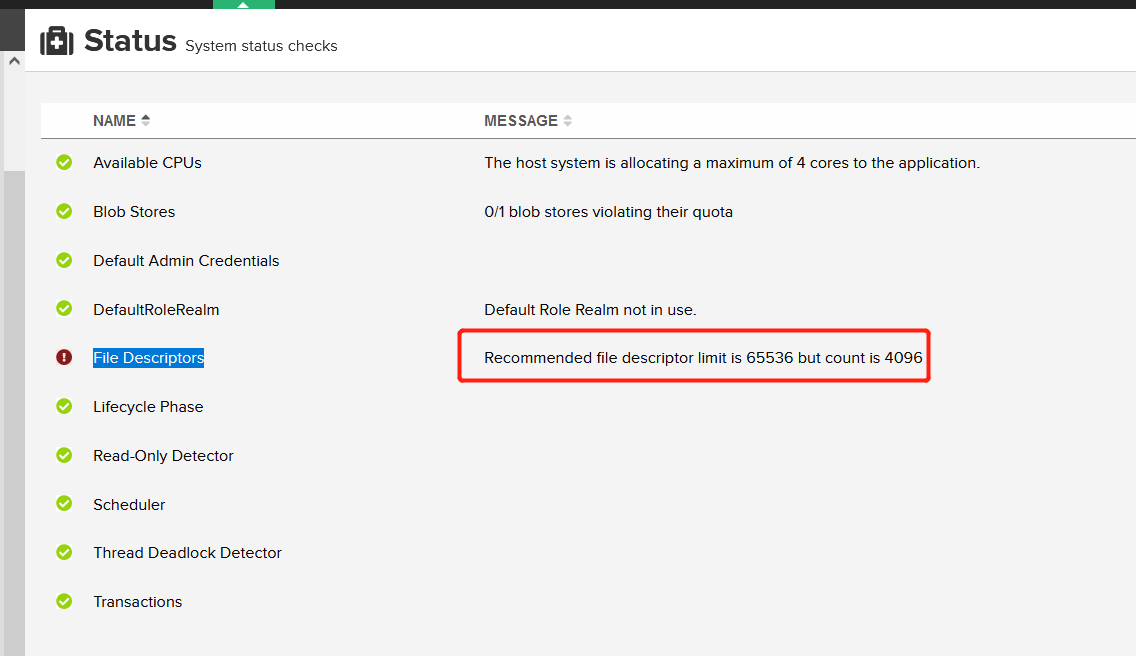 Status System status checks
NAME MESSAGE
Available CPUs The host system is allocating a maximum of 4 cores to the application.
Blob Stores 0/1 blob stores violating their quota
Default Admin Credentials
DefaultRoleRealm Default Role Realm not in use.
File Descriptors Recommended file descriptor limit is 65536 but count is 4096
Lifecycle Phase
Read-Only Detector
Scheduler
Thread Deadlock Detector
Transactions